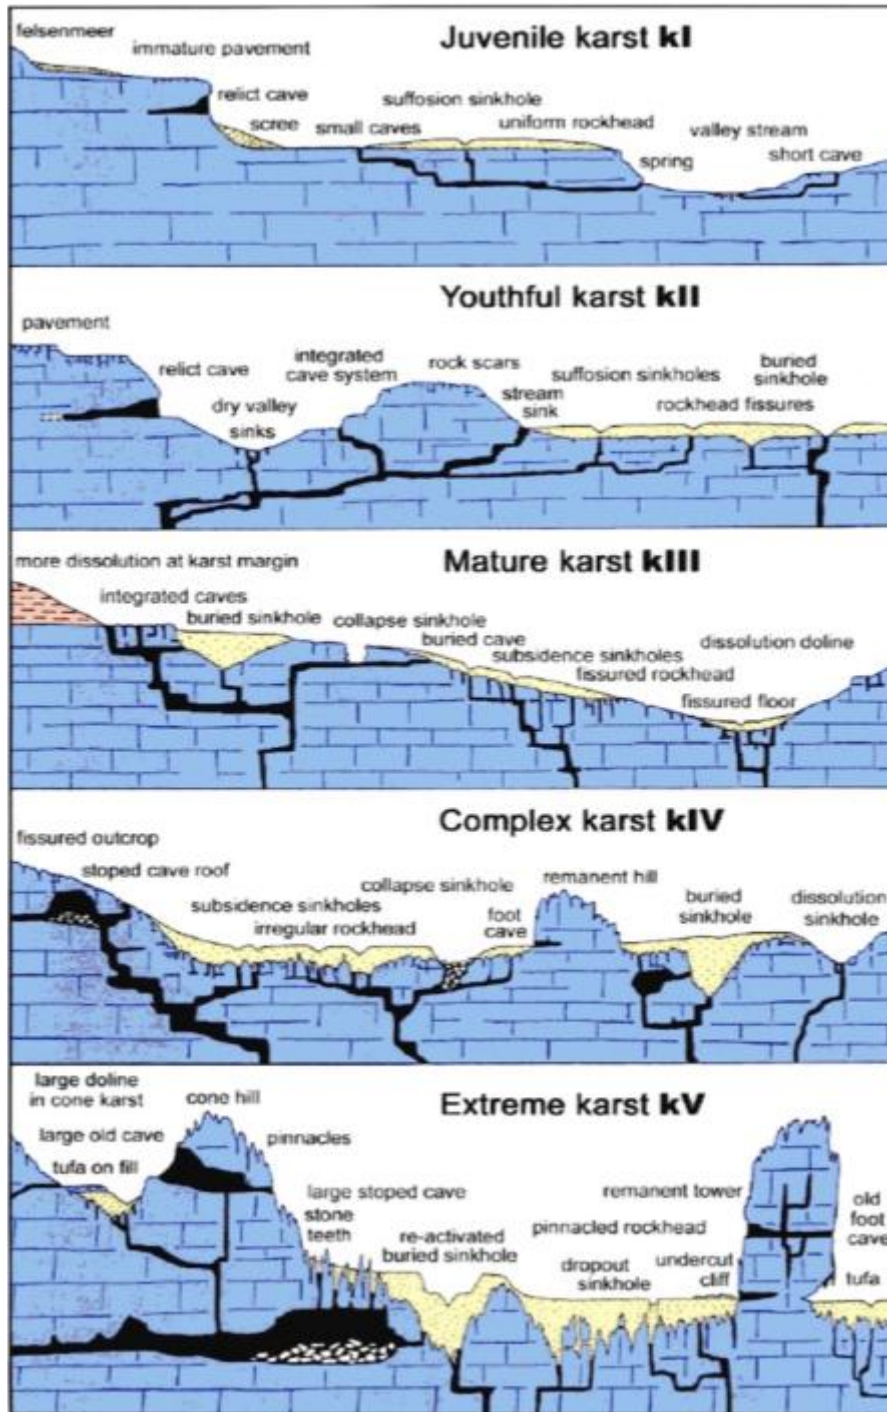 Juvenile karst kI
felsenmeer
immature pavement
relict cave
scree
small caves
suffosion sinkhole
uniform rockhead
spring
valley stream
short cave
Youthful karst kII
pavement
relict cave
dry valley
sinks
integrated
cave system
rock scars
stream
sink
suffosion sinkholes
rockhead fissures
buried
sinkhole
Mature karst kIII
more dissolution at karst margin
integrated caves
buried sinkhole
collapse sinkhole
buried cave
subsidence sinkholes
fissured rockhead
dissolution doline
fissured floor
Complex karst kIV
fissured outcrop
stoped cave roof
subsidence sinkholes
irregular rockhead
collapse sinkhole
foot
cave
remanent hill
buried
sinkhole
dissolution
sinkhole
Extreme karst kV
large doline
in cone karst
large old cave
tufa on fill
cone hill
pinnacles
large stoped cave
stone
teeth
re-activated
buried sinkhole
remanent tower
pinnacled rockhead
dropout
sinkhole
undercut
cliff
old
foot
cave
tufa